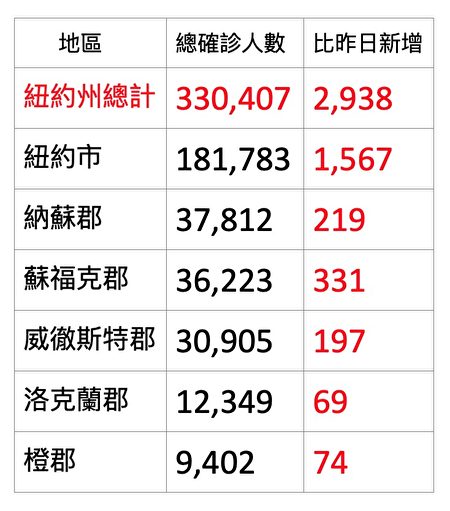 地區 總確診人數 比昨日新增
紐約州總計 330,407 2,938
紐約市 181,783 1,567
納蘇郡 37,812 219
蘇福克郡 36,223 331
威徹斯特郡 30,905 197
洛克蘭郡 12,349 69
橙郡 9,402 74